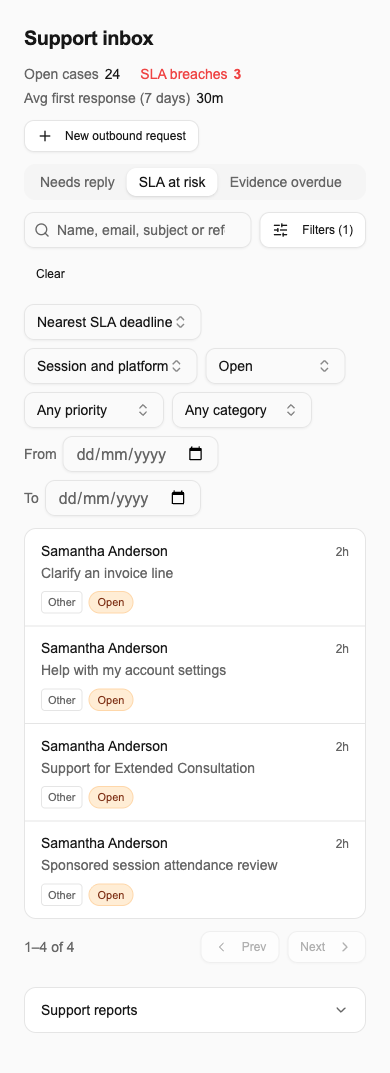 Support inbox
Open cases 24 SLA breaches 3
Avg first response (7 days) 30m
New outbound request
Needs reply SLA at risk Evidence overdue
Name, email, subject or ref Filters (1)
Clear
Nearest SLA deadline
Session and platform Open
Any priority Any category
From dd/mm/yyyy
To dd/mm/yyyy
Samantha Anderson 2h
Clarify an invoice line
Other Open
Samantha Anderson 2h
Help with my account settings
Other Open
Samantha Anderson 2h
Support for Extended Consultation
Other Open
Samantha Anderson 2h
Sponsored session attendance review
Other Open
1–4 of 4 Prev Next
Support reports